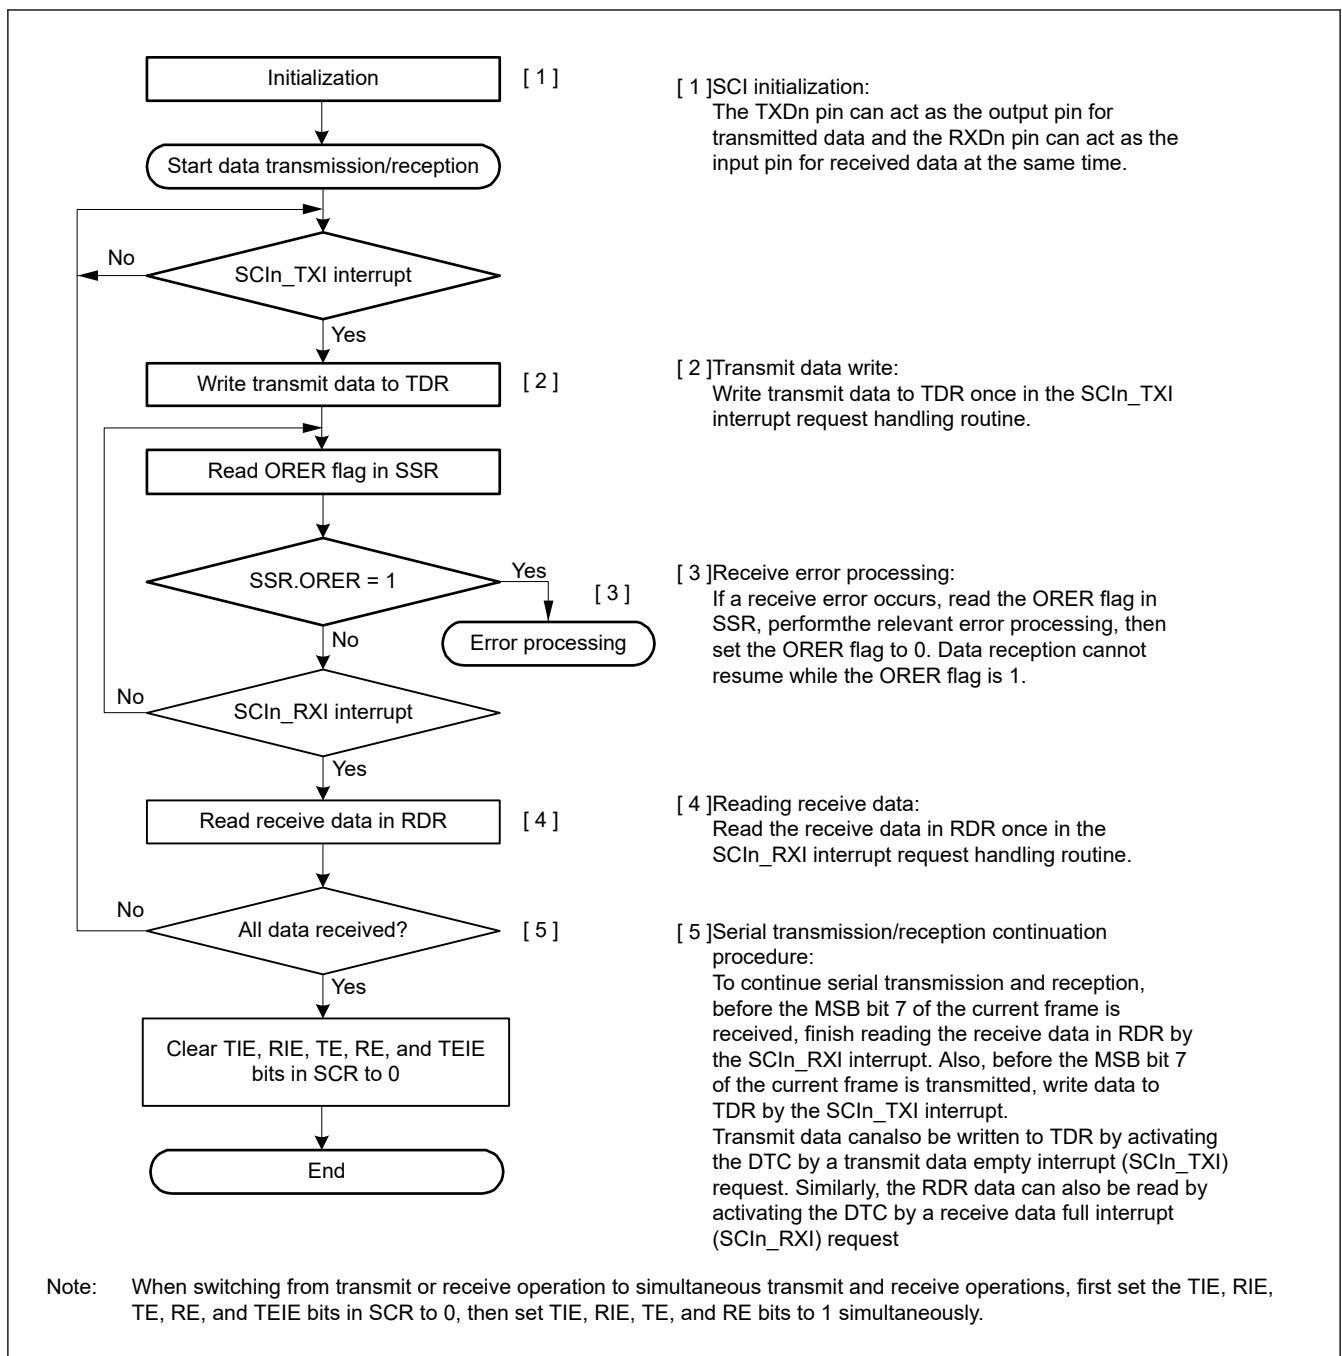 Initialization
[ 1 ]
[ 1 ]SCI initialization:
The TXDn pin can act as the output pin for
transmitted data and the RXDn pin can act as the
input pin for received data at the same time.
Start data transmission/reception
No
SCIn_TXI interrupt
Yes
Write transmit data to TDR
[ 2 ]
[ 2 ]Transmit data write:
Write transmit data to TDR once in the SCIn_TXI
interrupt request handling routine.
Read ORER flag in SSR
SSR.ORER = 1
Yes
[ 3 ]
Error processing
No
[ 3 ]Receive error processing:
If a receive error occurs, read the ORER flag in
SSR, performthe relevant error processing, then
set the ORER flag to 0. Data reception cannot
resume while the ORER flag is 1.
No
SCIn_RXI interrupt
Yes
Read receive data in RDR
[ 4 ]
[ 4 ]Reading receive data:
Read the receive data in RDR once in the
SCIn_RXI interrupt request handling routine.
No
All data received?
[ 5 ]
Yes
[ 5 ]Serial transmission/reception continuation
procedure:
To continue serial transmission and reception,
before the MSB bit 7 of the current frame is
received, finish reading the receive data in RDR by
the SCIn_RXI interrupt. Also, before the MSB bit 7
of the current frame is transmitted, write data to
TDR by the SCIn_TXI interrupt.
Transmit data canalso be written to TDR by activating
the DTC by a transmit data empty interrupt (SCIn_TXI)
request. Similarly, the RDR data can also be read by
activating the DTC by a receive data full interrupt
(SCIn_RXI) request
Clear TIE, RIE, TE, RE, and TEIE
bits in SCR to 0
End
Note: When switching from transmit or receive operation to simultaneous transmit and receive operations, first set the TIE, RIE,
TE, RE, and TEIE bits in SCR to 0, then set TIE, RIE, TE, and RE bits to 1 simultaneously.